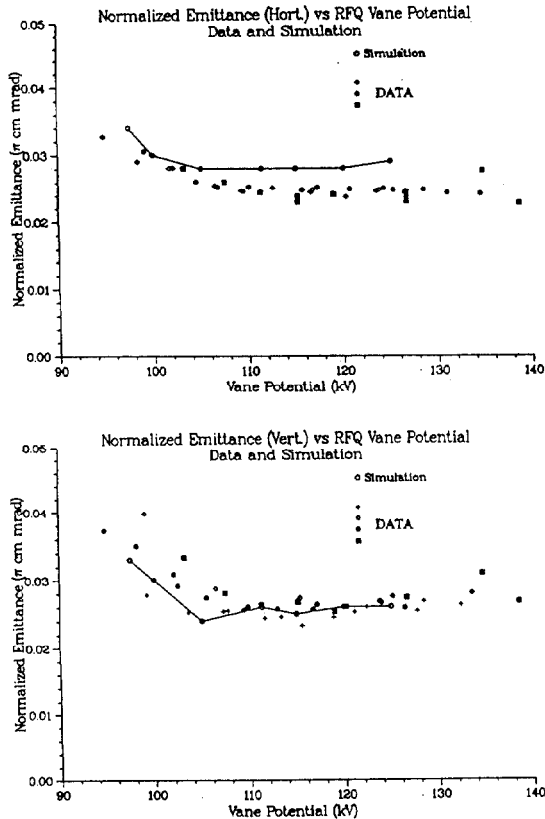 Normalized Emittance (Hort.) vs RFQ Vane Potential
Data and Simulation
Simulation
DATA
Normalized Emittance (π cm mrad)
0.05
0.04
0.03
0.02
0.01
0.00
90 100 110 120 130 140
Vane Potential (kV)
Normalized Emittance (Vert.) vs RFQ Vane Potential
Data and Simulation
Simulation
DATA
Normalized Emittance (π cm mrad)
0.05
0.04
0.03
0.02
0.01
0.00
90 100 110 120 130 140
Vane Potential (kV)